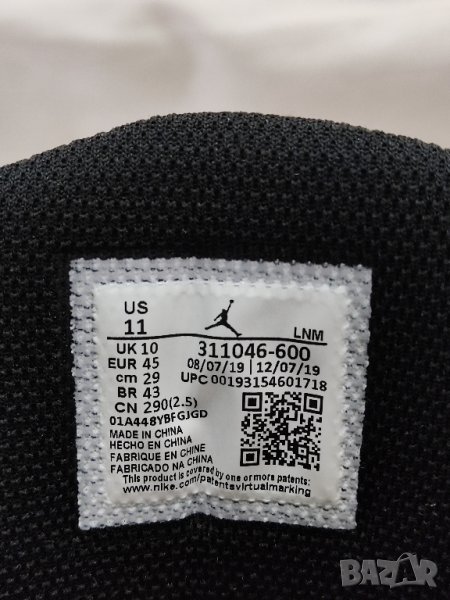 US
11
LNM
UK 10
EUR 45
cm 29
BR 43
CN 290(2.5)
01A448YBFGJGD
311046-600
08/07/19 | 12/07/19
UPC 00193154601718
MADE IN CHINA
HECHO EN CHINA
FABRIQUE EN CHINE
FABRICADO NA CHINA
This product is covered by one or more patents:
www.nike.com/patentsvirtualmarking
BAZAR